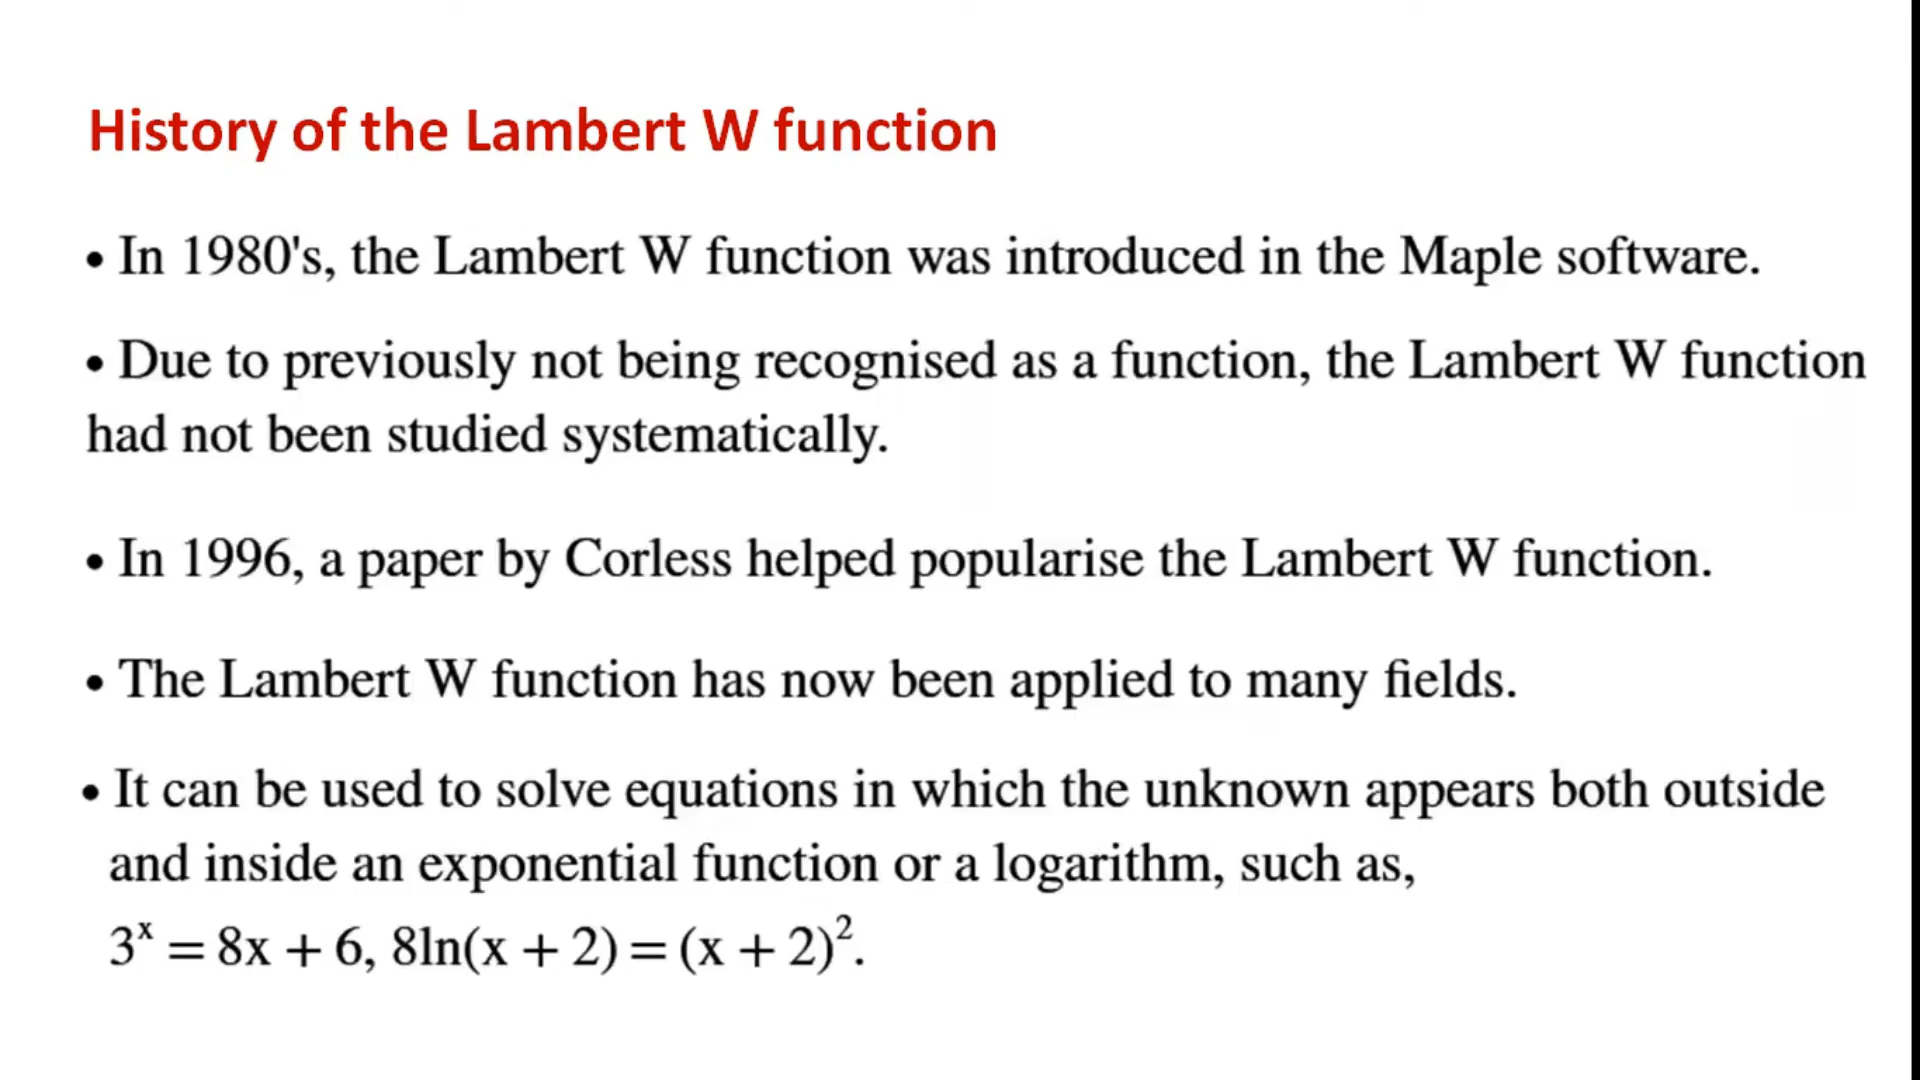 History of the Lambert W function
• In 1980's, the Lambert W function was introduced in the Maple software.
• Due to previously not being recognised as a function, the Lambert W function
had not been studied systematically.
• In 1996, a paper by Corless helped popularise the Lambert W function.
• The Lambert W function has now been applied to many fields.
• It can be used to solve equations in which the unknown appears both outside
and inside an exponential function or a logarithm, such as,
3ˣ = 8x + 6, 8ln(x + 2) = (x + 2)².